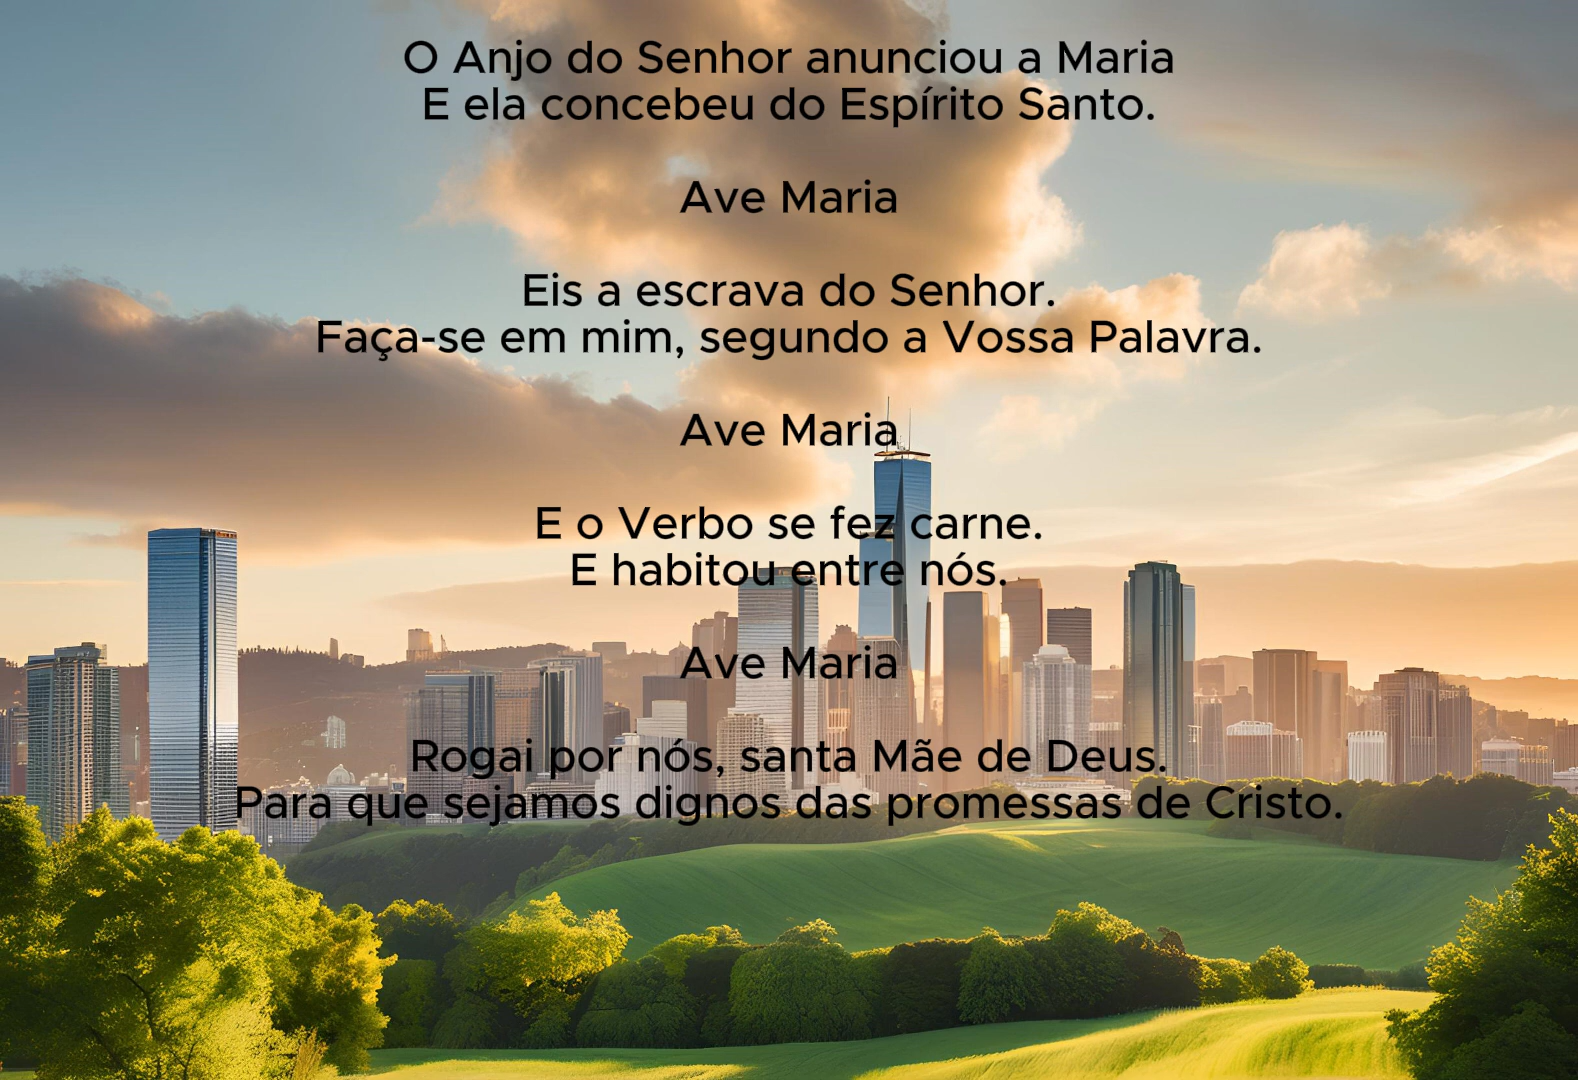 O Anjo do Senhor anunciou a Maria
E ela concebeu do Espírito Santo.
Ave Maria
Eis a escrava do Senhor.
Faça-se em mim, segundo a Vossa Palavra.
Ave Maria
E o Verbo se fez carne.
E habitou entre nós.
Ave Maria
Rogai por nós, santa Mãe de Deus.
Para que sejamos dignos das promessas de Cristo.